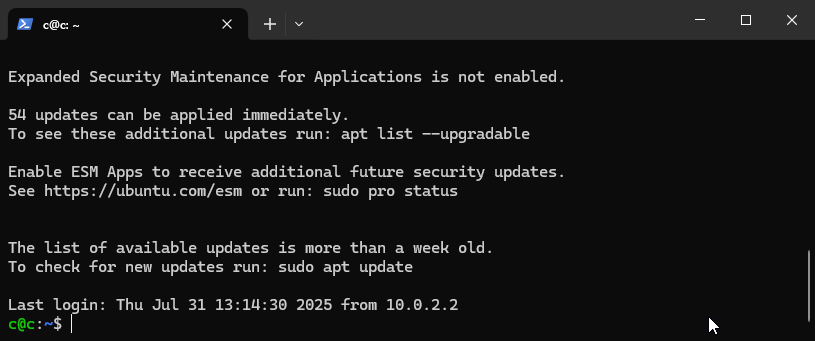 c@c: ~
Expanded Security Maintenance for Applications is not enabled.
54 updates can be applied immediately.
To see these additional updates run: apt list --upgradable
Enable ESM Apps to receive additional future security updates.
See https://ubuntu.com/esm or run: sudo pro status
The list of available updates is more than a week old.
To check for new updates run: sudo apt update
Last login: Thu Jul 31 13:14:30 2025 from 10.0.2.2
c@c:~$